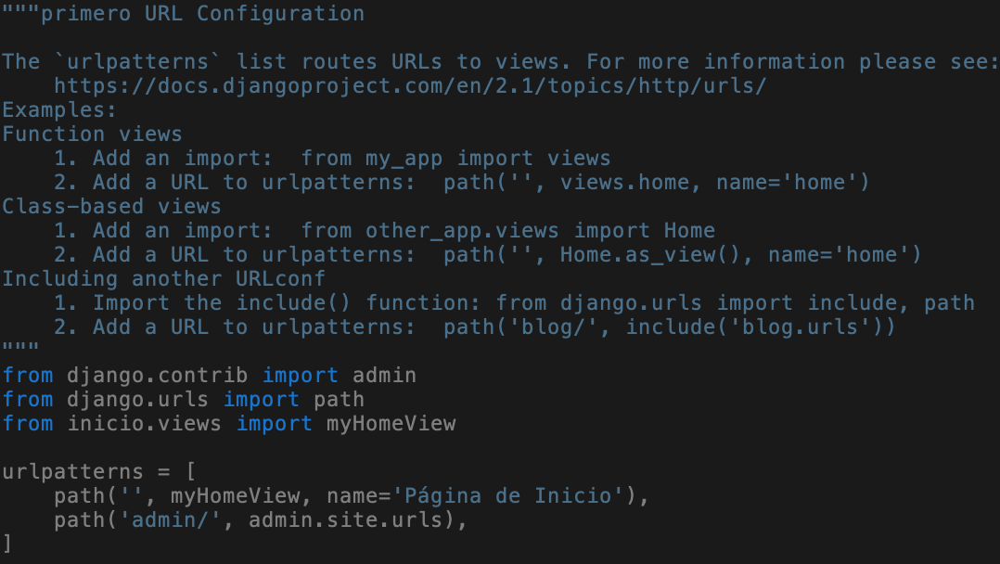 """primero URL Configuration

The `urlpatterns` list routes URLs to views. For more information please see:
    https://docs.djangoproject.com/en/2.1/topics/http/urls/
Examples:
Function views
    1. Add an import:  from my_app import views
    2. Add a URL to urlpatterns:  path('', views.home, name='home')
Class-based views
    1. Add an import:  from other_app.views import Home
    2. Add a URL to urlpatterns:  path('', Home.as_view(), name='home')
Including another URLconf
    1. Import the include() function: from django.urls import include, path
    2. Add a URL to urlpatterns:  path('blog/', include('blog.urls'))
"""
from django.contrib import admin
from django.urls import path
from inicio.views import myHomeView

urlpatterns = [
    path('', myHomeView, name='Página de Inicio'),
    path('admin/', admin.site.urls),
]